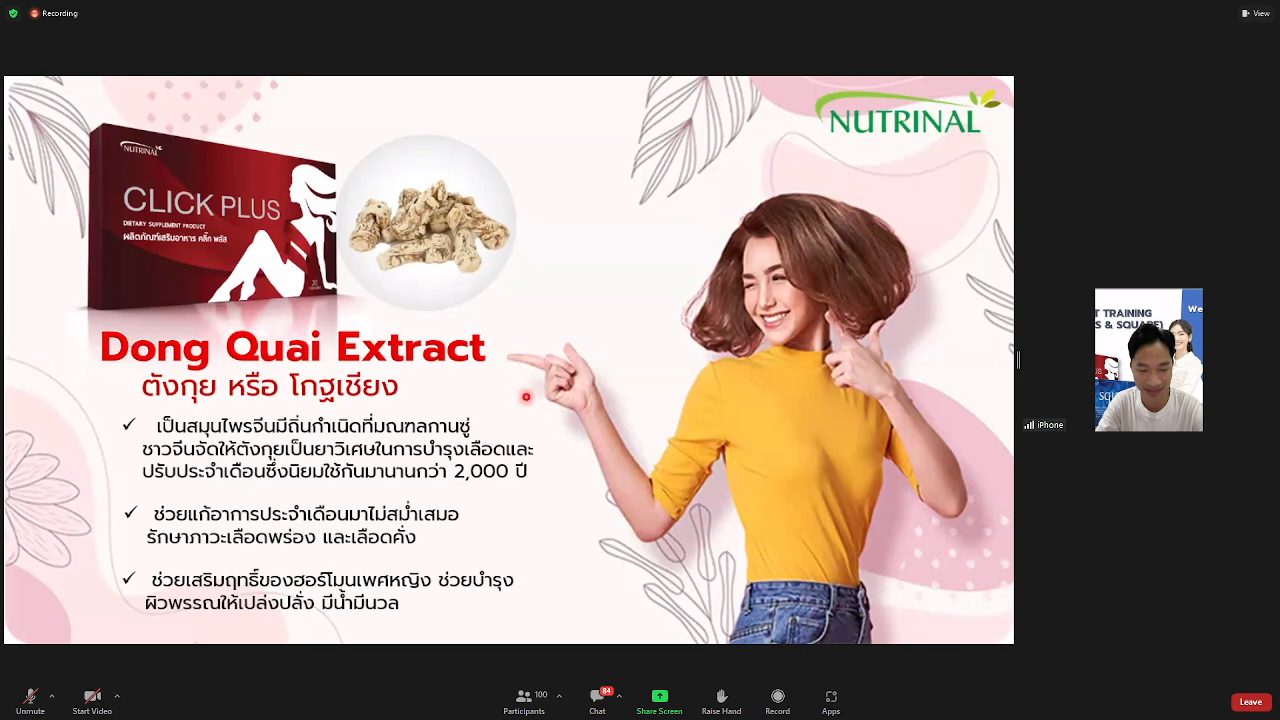 Recording
View
NUTRINAL
NUTRINAL
CLICK PLUS
DIETARY SUPPLEMENT PRODUCT
ผลิตภัณฑ์เสริมอาหาร คลิ๊ก พลัส
Dong Quai Extract
ตังกุย หรือ โกฐเชียง
✓ เป็นสมุนไพรจีนมีถิ่นกำเนิดที่มณฑลกานซู่
ชาวจีนจัดให้ตังกุยเป็นยาวิเศษในการบำรุงเลือดและ
ปรับประจำเดือนซึ่งนิยมใช้กันมานานกว่า 2,000 ปี
✓ ช่วยแก้อาการประจำเดือนมาไม่สม่ำเสมอ
รักษาภาวะเลือดพร่อง และเลือดคั่ง
✓ ช่วยเสริมฤทธิ์ของฮอร์โมนเพศหญิง ช่วยบำรุง
ผิวพรรณให้เปล่งปลั่ง มีน้ำมีนวล
T TRAINING
S & SQUARE)
We
iPhone
Unmute
Start Video
100
Participants
84
Chat
Share Screen
Raise Hand
Record
Apps
Leave